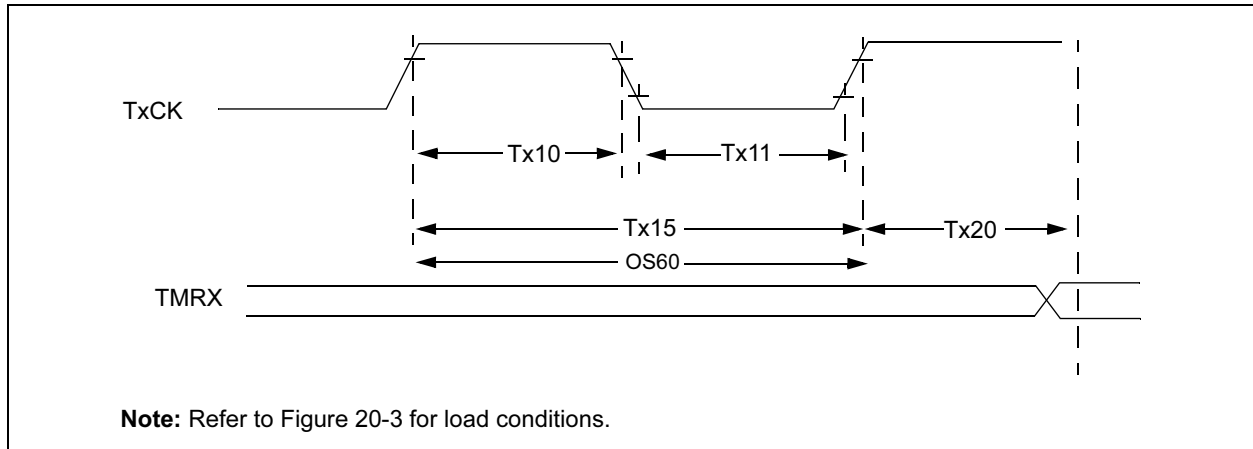 TxCK
Tx10
Tx11
Tx15
Tx20
OS60
TMRX
Note: Refer to Figure 20-3 for load conditions.